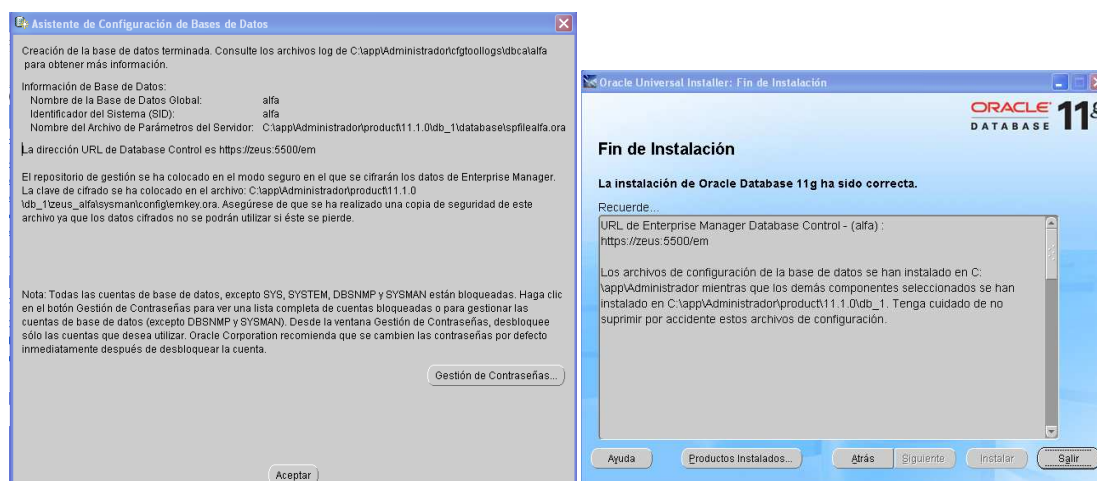 Asistente de Configuración de Bases de Datos
Creación de la base de datos terminada. Consulte los archivos log de C:\app\Administrador\cfgtoollogs\dbca\alfa
para obtener más información.
Información de Base de Datos:
Nombre de la Base de Datos Global: alfa
Identificador del Sistema (SID): alfa
Nombre del Archivo de Parámetros del Servidor: C:\app\Administrador\product\11.1.0\db_1\database\spfilealfa.ora
La dirección URL de Database Control es https://zeus:5500/em
El repositorio de gestión se ha colocado en el modo seguro en el que se cifrarán los datos de Enterprise Manager.
La clave de cifrado se ha colocado en el archivo: C:\app\Administrador\product\11.1.0
\db_1\zeus_alfa\sysman\config\emkey.ora. Asegúrese de que se ha realizado una copia de seguridad de este
archivo ya que los datos cifrados no se podrán utilizar si éste se pierde.
Nota: Todas las cuentas de base de datos, excepto SYS, SYSTEM, DBSNMP y SYSMAN están bloqueadas. Haga clic
en el botón Gestión de Contraseñas para ver una lista completa de cuentas bloqueadas o para gestionar las
cuentas de base de datos (excepto DBSNMP y SYSMAN). Desde la ventana Gestión de Contraseñas, desbloquee
sólo las cuentas que desea utilizar. Oracle Corporation recomienda que se cambien las contraseñas por defecto
inmediatamente después de desbloquear la cuenta.
Gestión de Contraseñas...
Aceptar
Oracle Universal Installer: Fin de Instalación
ORACLE 11g
DATABASE
Fin de Instalación
La instalación de Oracle Database 11g ha sido correcta.
Recuerde...
URL de Enterprise Manager Database Control - (alfa) :
https://zeus:5500/em
Los archivos de configuración de la base de datos se han instalado en C:
\app\Administrador mientras que los demás componentes seleccionados se han
instalado en C:\app\Administrador\product\11.1.0\db_1. Tenga cuidado de no
suprimir por accidente estos archivos de configuración.
Ayuda Productos Instalados... Atrás Siguiente Instalar Salir